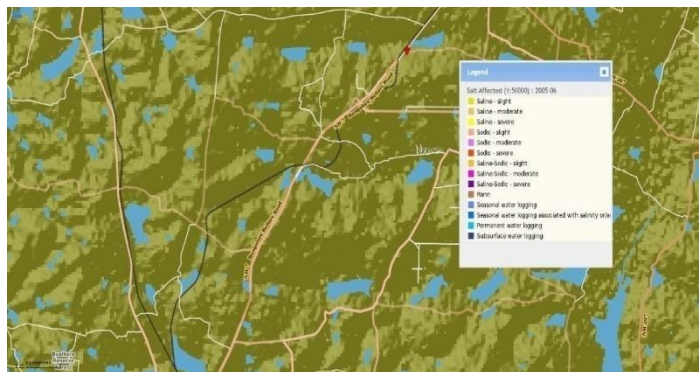 Legend
x
Salt Affected (1:50000) : 2005-06
Saline - slight
Saline - moderate
Saline - severe
Sodic - slight
Sodic - moderate
Sodic - severe
Saline-Sodic - slight
Saline-Sodic - moderate
Saline-Sodic - severe
Rann
Seasonal water logging
Seasonal water logging associated with salinity
Permanent water logging
Subsurface water logging
Reserve